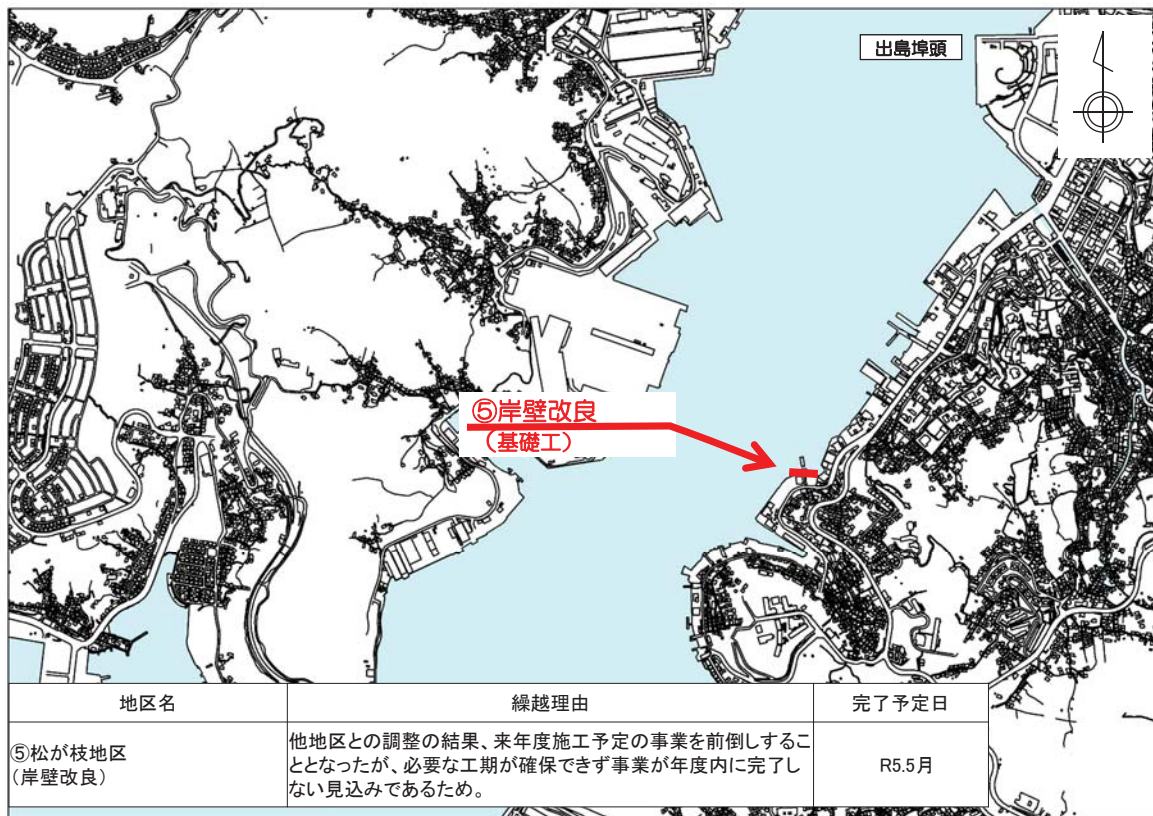 出島埠頭
⑤岸壁改良
(基礎工)
地区名
繰越理由
完了予定日
⑤松が枝地区
(岸壁改良)
他地区との調整の結果、来年度施工予定の事業を前倒しするこ
ととなったが、必要な工期が確保できず事業が年度内に完了し
ない見込みであるため。
R5.5月